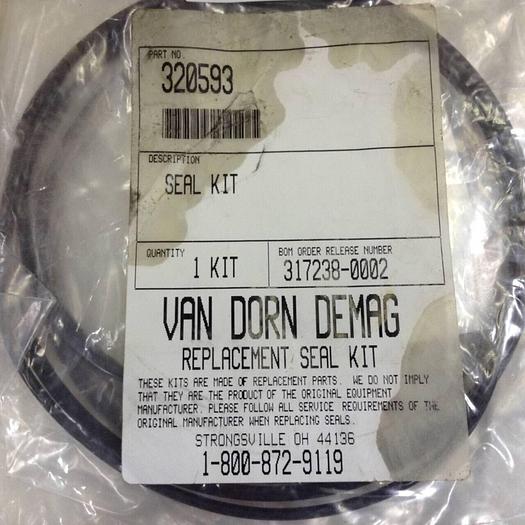 PART NO.
320593
DESCRIPTION
SEAL KIT
QUANTITY
1 KIT
BOM ORDER RELEASE NUMBER
317238-0002
VAN DORN DEMAG
REPLACEMENT SEAL KIT
THESE KITS ARE MADE OF REPLACEMENT PARTS. WE DO NOT IMPLY
THAT THEY ARE THE PRODUCT OF THE ORIGINAL EQUIPMENT
MANUFACTURER. PLEASE FOLLOW ALL SERVICE REQUIREMENTS OF THE
ORIGINAL MANUFACTURER WHEN REPLACING SEALS.
STRONGSVILLE OH 44136
1-800-872-9119